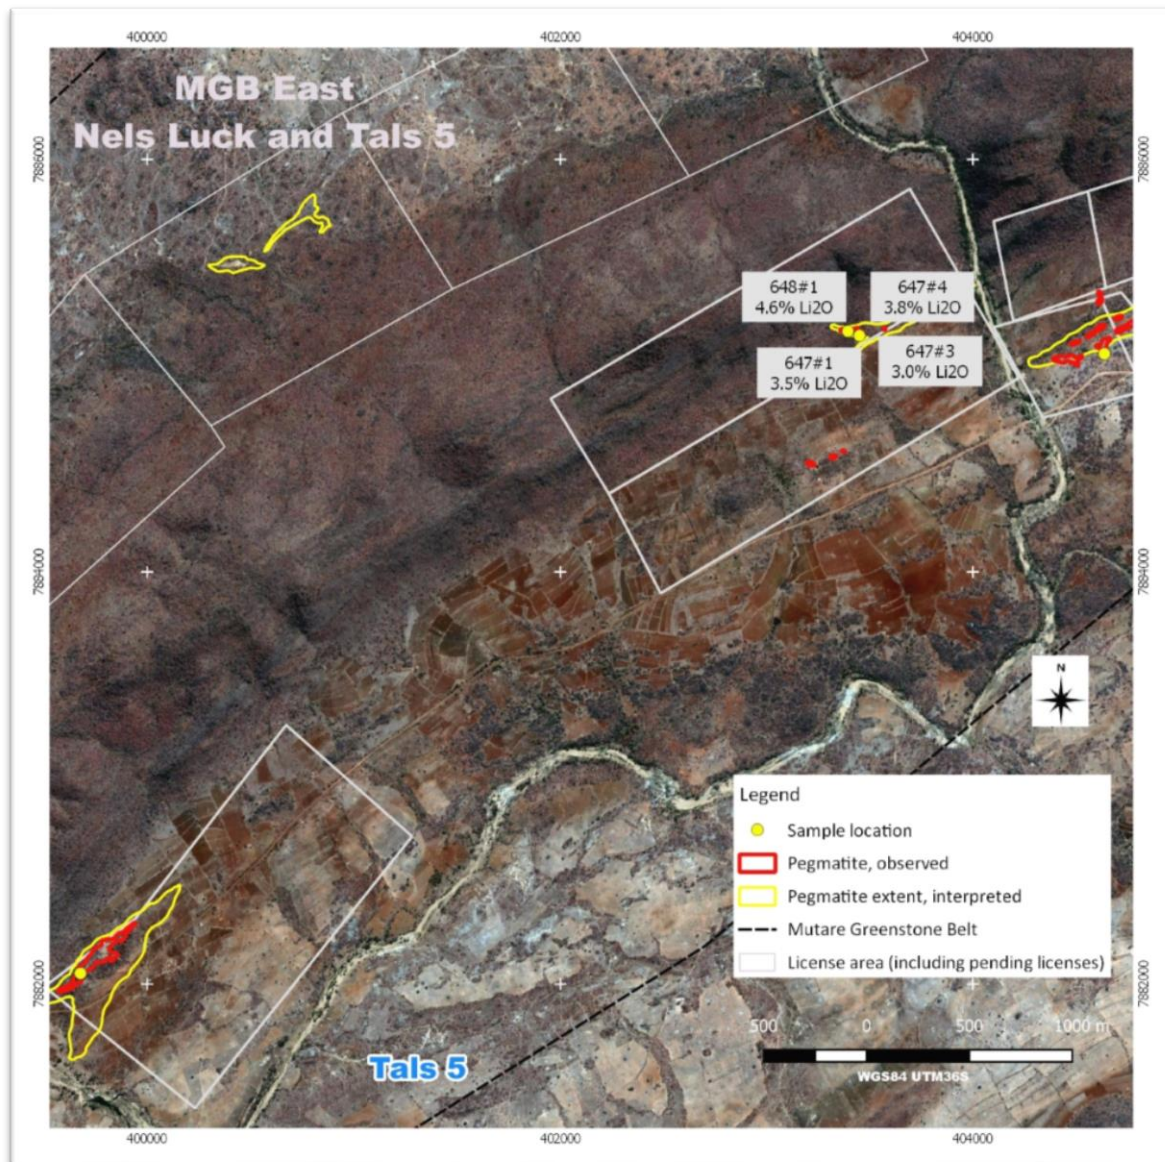 400000
402000
404000
MGB East
Nels Luck and Tals 5
7886000
7886000
648#1
4.6% Li2O
647#4
3.8% Li2O
647#1
3.5% Li2O
647#3
3.0% Li2O
7884000
7884000
N
Legend
Sample location
Pegmatite, observed
Pegmatite extent, interpreted
Mutare Greenstone Belt
License area (including pending licenses)
7882000
7882000
500
0
500
1000 m
WGS84 UTM36S
Tals 5
400000
402000
404000